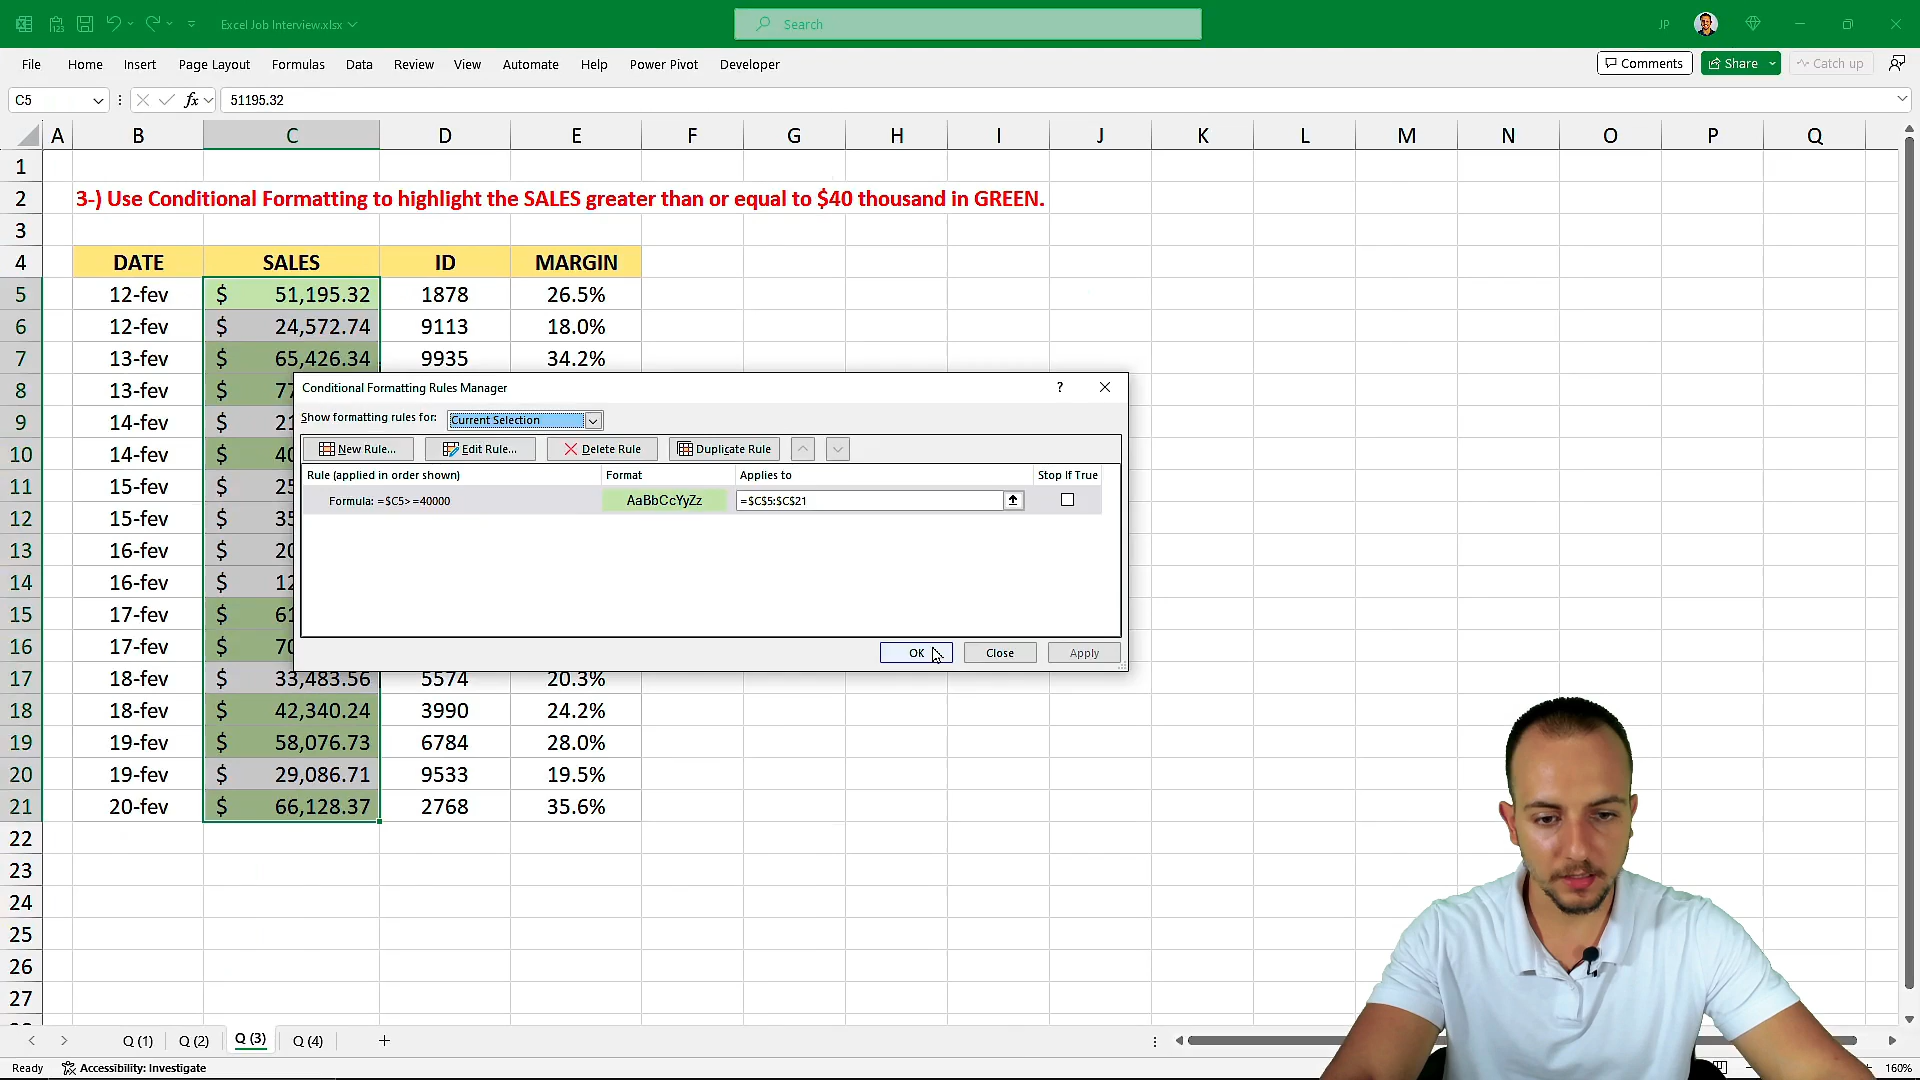 Excel Job Interview.xlsx
Search
JP
File Home Insert Page Layout Formulas Data Review View Automate Help Power Pivot Developer
Comments Share Catch up
C5 fx 51195.32
A B C D E F G H I J K L M N O P Q
1
2 3-) Use Conditional Formatting to highlight the SALES greater than or equal to $40 thousand in GREEN.
3
4 DATE SALES ID MARGIN
5 12-fev $ 51,195.32 1878 26.5%
6 12-fev $ 24,572.74 9113 18.0%
7 13-fev $ 65,426.34 9935 34.2%
8 13-fev $ 77
9 14-fev $ 21
10 14-fev $ 40
11 15-fev $ 25
12 15-fev $ 35
13 16-fev $ 20
14 16-fev $ 12
15 17-fev $ 61
16 17-fev $ 70
17 18-fev $ 33,483.56 5574 20.3%
18 18-fev $ 42,340.24 3990 24.2%
19 19-fev $ 58,076.73 6784 28.0%
20 19-fev $ 29,086.71 9533 19.5%
21 20-fev $ 66,128.37 2768 35.6%
22
23
24
25
26
27
Conditional Formatting Rules Manager ?
Show formatting rules for: Current Selection
New Rule... Edit Rule... Delete Rule Duplicate Rule
Rule (applied in order shown) Format Applies to Stop If True
Formula: =$C5>=40000 AaBbCcYyZz =$C$5:$C$21
OK Close Apply
Q (1) Q (2) Q (3) Q (4) +
Ready Accessibility: Investigate 160%